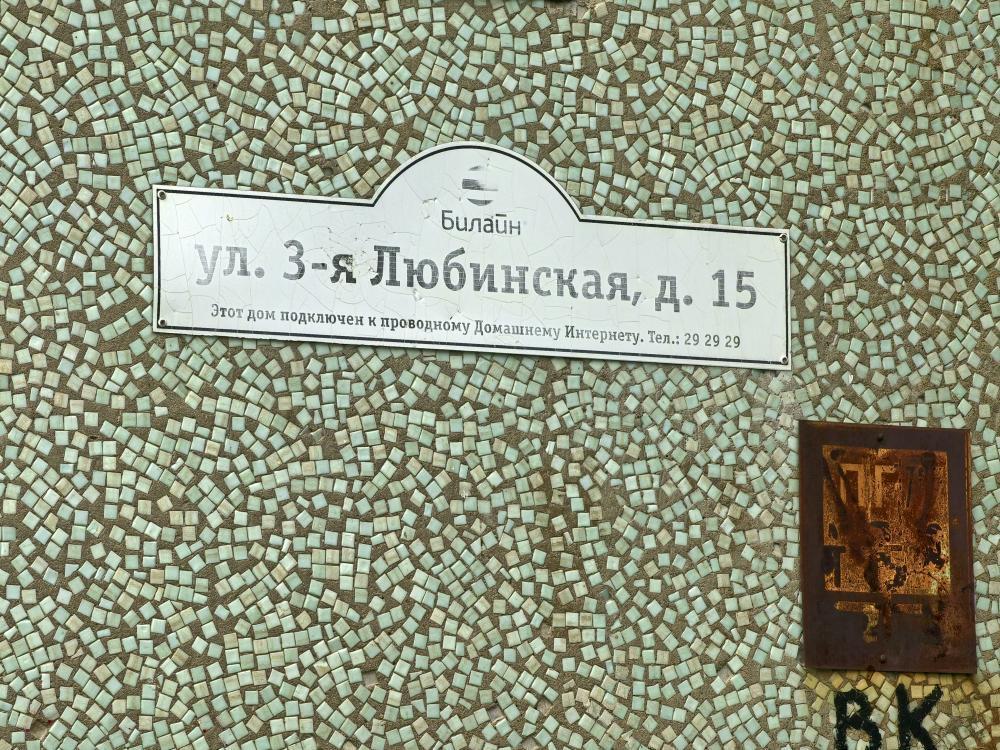 Билайн
ул. 3-я Любинская, д. 15
Этот дом подключен к проводному Домашнему Интернету. Тел.: 29 29 29
ВК